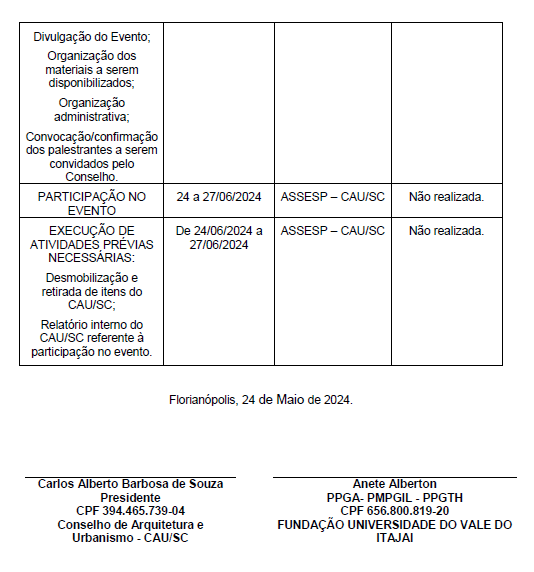 Divulgação do Evento;
Organização dos
materiais a serem
disponibilizados;
Organização
administrativa;
Convocação/confirmação
dos palestrantes a serem
convidados pelo
Conselho.
PARTICIPAÇÃO NO
EVENTO
24 a 27/06/2024
ASSESP – CAU/SC
Não realizada.
EXECUÇÃO DE
ATIVIDADES PRÉVIAS
NECESSÁRIAS:
Desmobilização e
retirada de itens do
CAU/SC;
Relatório interno do
CAU/SC referente à
participação no evento.
De 24/06/2024 a
27/06/2024
ASSESP – CAU/SC
Não realizada.
Florianópolis, 24 de Maio de 2024.
Carlos Alberto Barbosa de Souza
Presidente
CPF 394.465.739-04
Conselho de Arquitetura e
Urbanismo - CAU/SC
Anete Alberton
PPGA- PMPGIL - PPGTH
CPF 656.800.819-20
FUNDAÇÃO UNIVERSIDADE DO VALE DO
ITAJAI